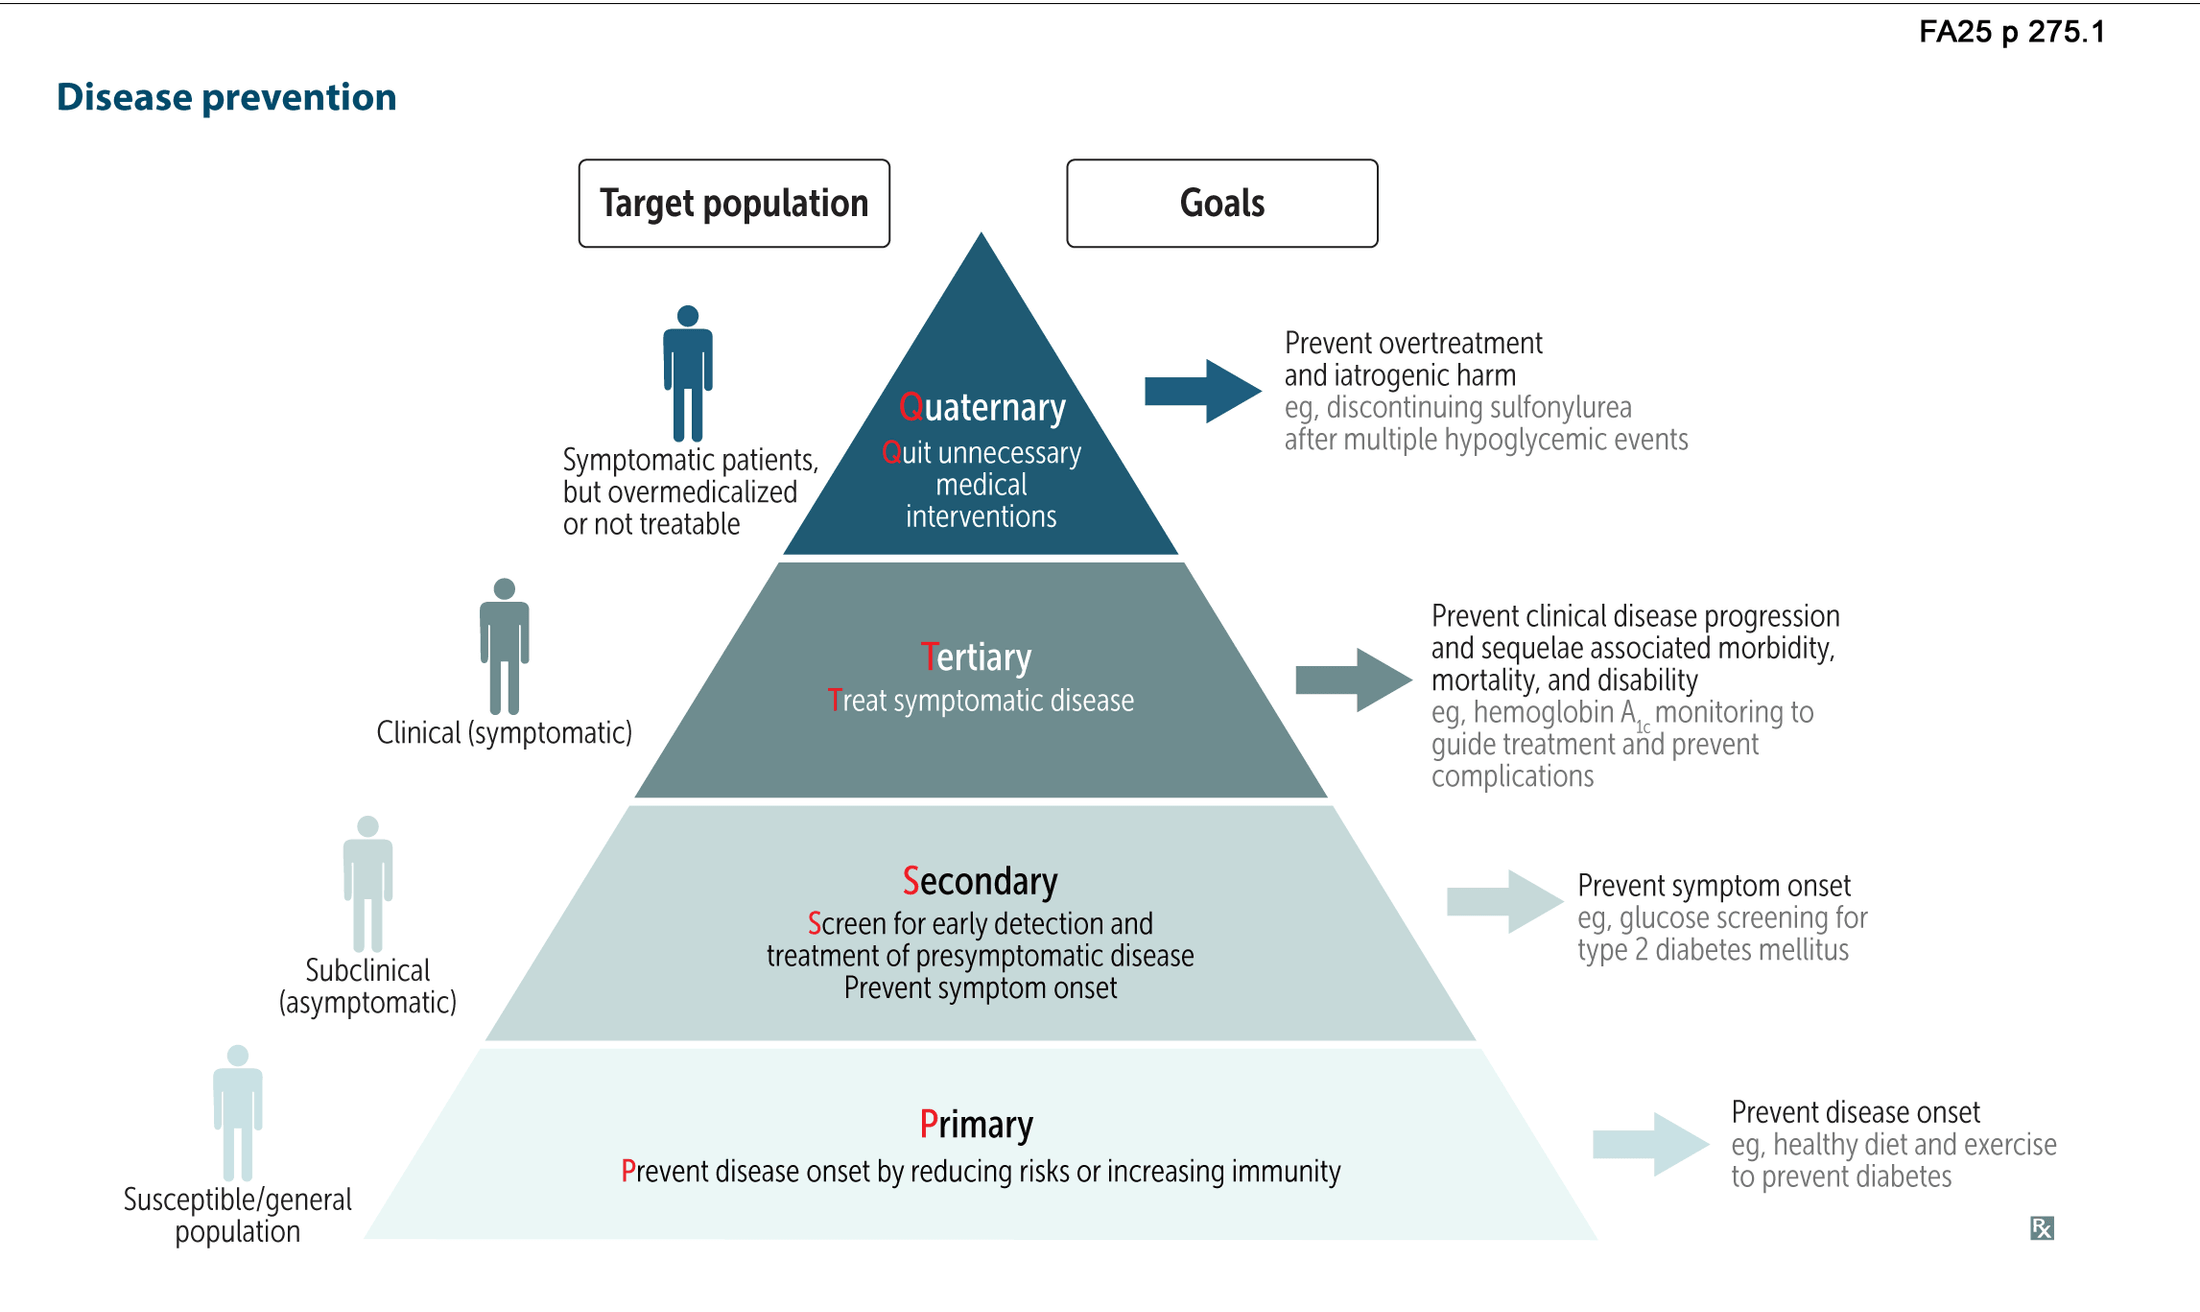 FA25 p 275.1
Disease prevention
Target population
Goals
Quaternary
Quit unnecessary
medical
interventions
Symptomatic patients,
but overmedicalized
or not treatable
Prevent overtreatment
and iatrogenic harm
eg, discontinuing sulfonylurea
after multiple hypoglycemic events
Tertiary
Treat symptomatic disease
Clinical (symptomatic)
Prevent clinical disease progression
and sequelae associated morbidity,
mortality, and disability
eg, hemoglobin A1c monitoring to
guide treatment and prevent
complications
Secondary
Screen for early detection and
treatment of presymptomatic disease
Prevent symptom onset
Subclinical
(asymptomatic)
Prevent symptom onset
eg, glucose screening for
type 2 diabetes mellitus
Primary
Prevent disease onset by reducing risks or increasing immunity
Susceptible/general
population
Prevent disease onset
eg, healthy diet and exercise
to prevent diabetes
Rx